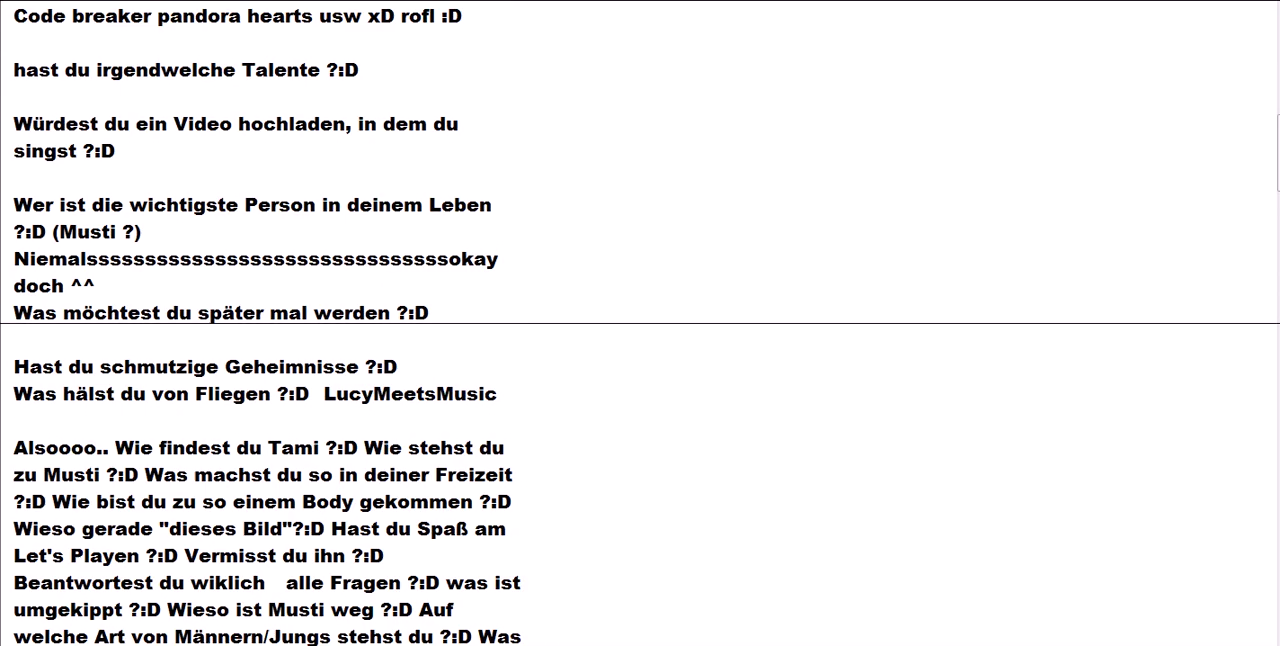 Code breaker pandora hearts usw xD rofl :D
hast du irgendwelche Talente ?:D
Würdest du ein Video hochladen, in dem du
singst ?:D
Wer ist die wichtigste Person in deinem Leben
?:D (Musti ?)
Niemalsssssssssssssssssssssssssssssssokay
doch ^^
Was möchtest du später mal werden ?:D
Hast du schmutzige Geheimnisse ?:D
Was hälst du von Fliegen ?:D LucyMeetsMusic
Alsoooo.. Wie findest du Tami ?:D Wie stehst du
zu Musti ?:D Was machst du so in deiner Freizeit
?:D Wie bist du zu so einem Body gekommen ?:D
Wieso gerade "dieses Bild"?:D Hast du Spaß am
Let's Playen ?:D Vermisst du ihn ?:D
Beantwortest du wiklich alle Fragen ?:D was ist
umgekippt ?:D Wieso ist Musti weg ?:D Auf
welche Art von Männern/Jungs stehst du ?:D Was